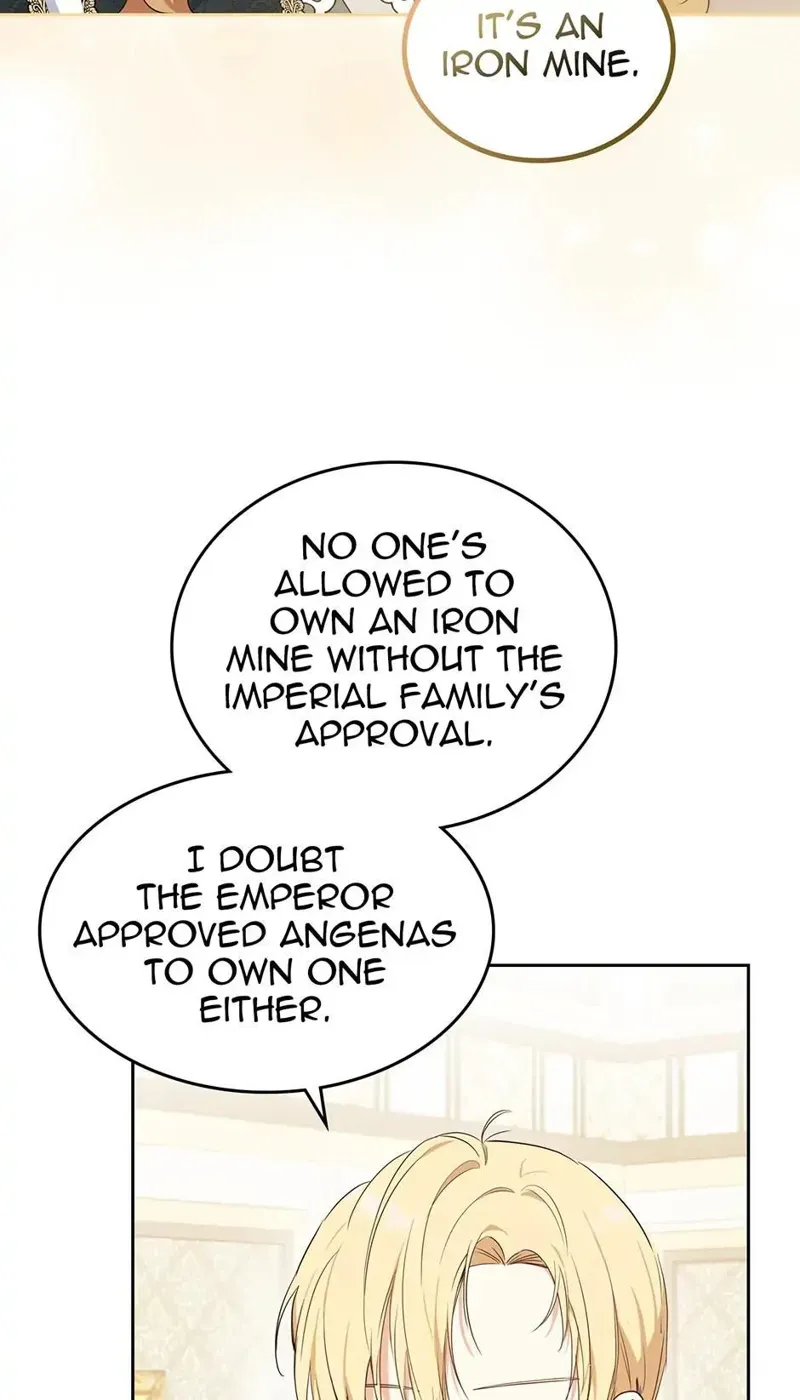 IT'S AN
IRON MINE.
NO ONE'S
ALLOWED TO
OWN AN IRON
MINE WITHOUT THE
IMPERIAL FAMILY'S
APPROVAL.
I DOUBT
THE EMPEROR
APPROVED ANGENAS
TO OWN ONE
EITHER.